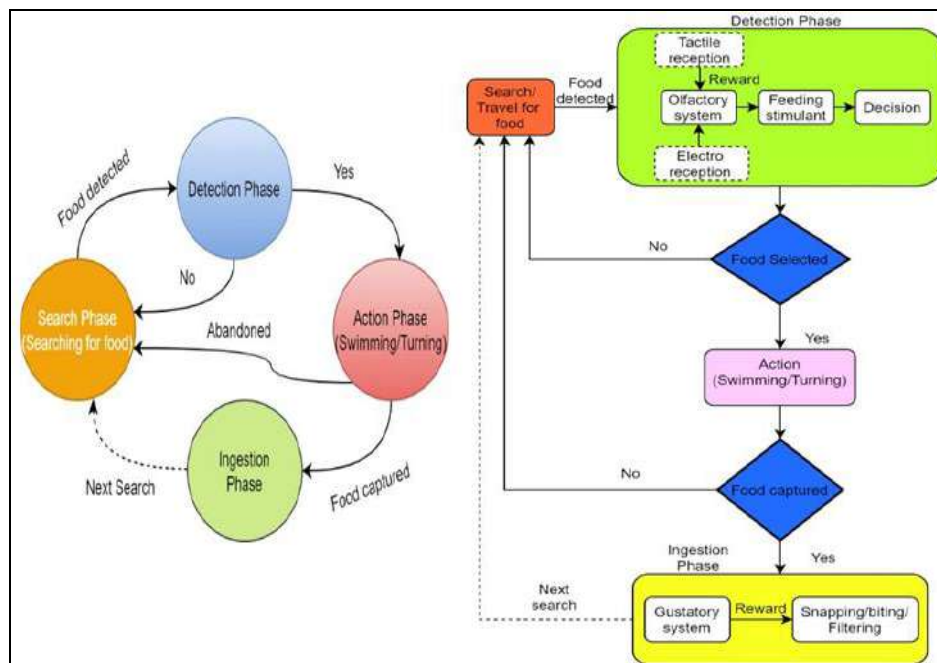 Food detected
Detection Phase
Yes
No
Search Phase
(Searching for food)
Abandoned
Action Phase
(Swimming/Turning)
Ingestion
Phase
Next Search
Food captured
Detection Phase
Tactile
reception
Reward
Search/
Travel for
food
Food
detected
Olfactory
system
Feeding
stimulant
Decision
Electro
reception
No
Food Selected
Yes
Action
(Swimming/Turning)
No
Food captured
Yes
Ingestion
Phase
Next
search
Gustatory
system
Reward
Snapping/biting/
Filtering